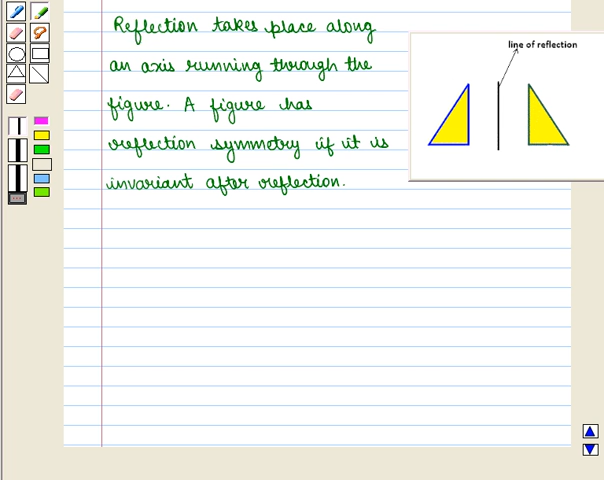 Reflection takes place along
an axis running through the
figure. A figure has
reflection symmetry if it is
invariant after reflection.
line of reflection